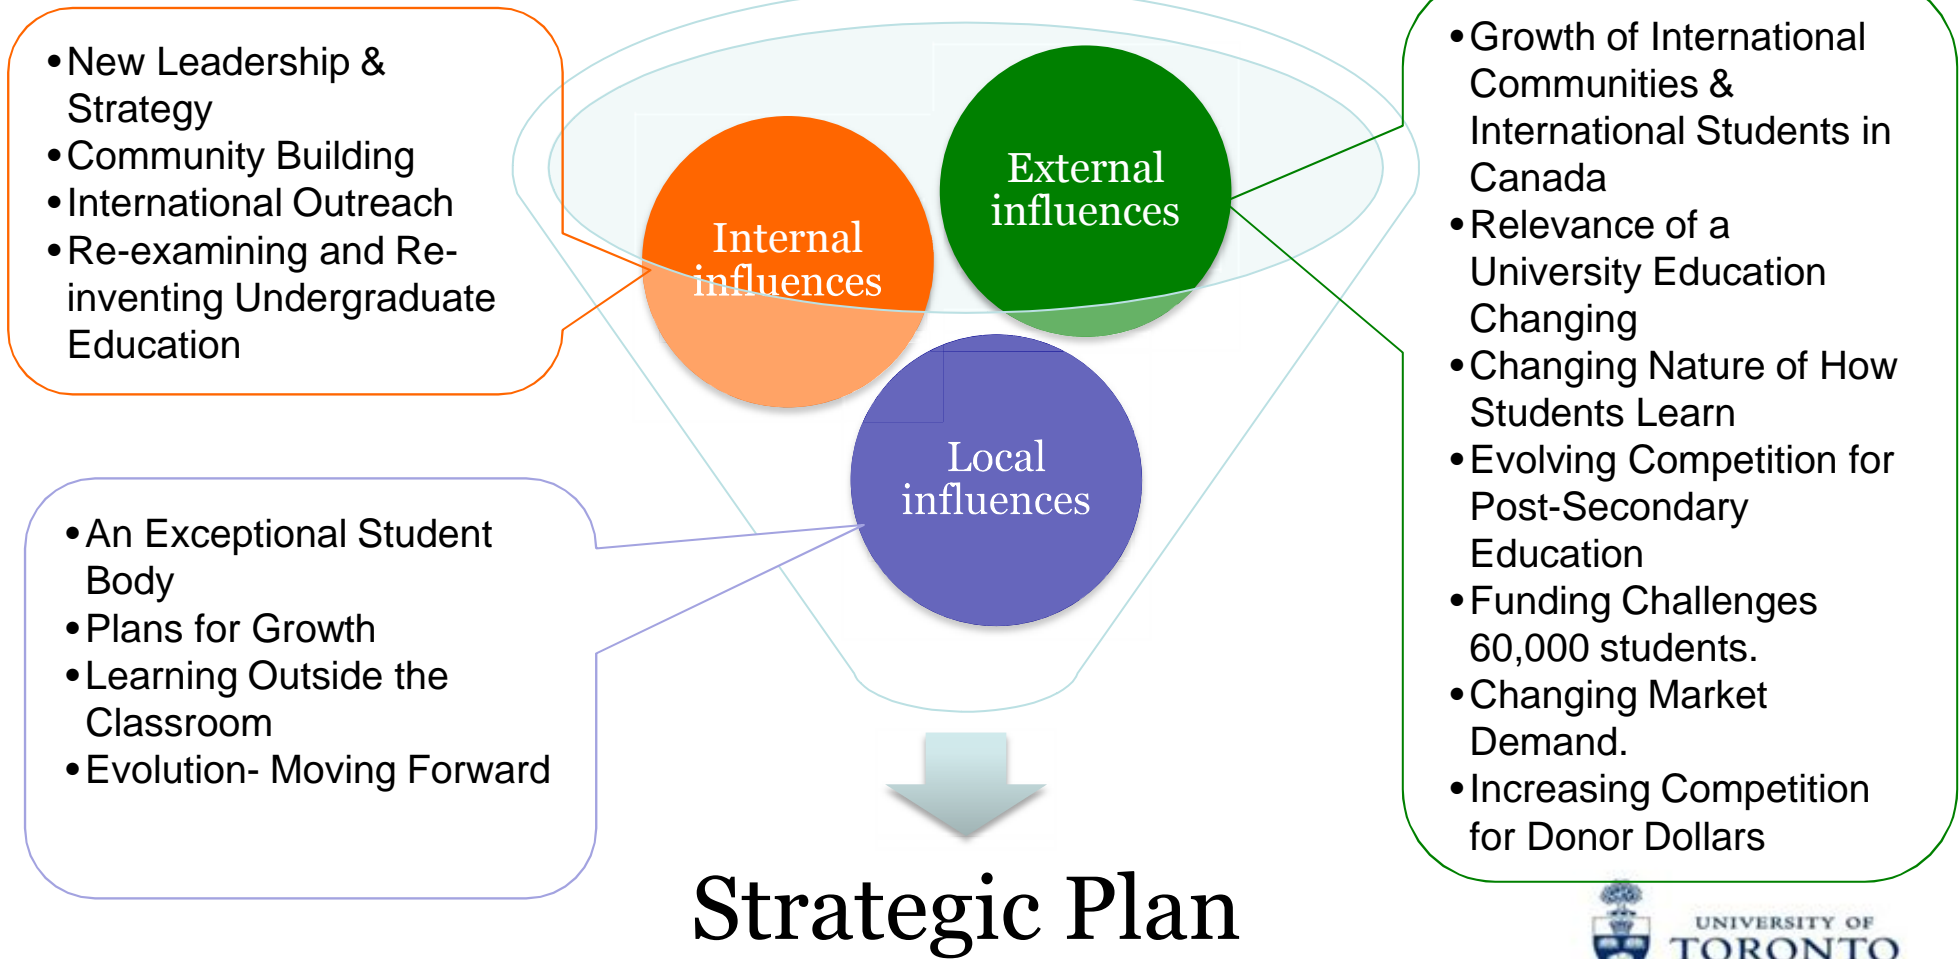 •New Leadership &
Strategy
•Community Building
•International Outreach
•Re-examining and Re-
inventing Undergraduate
Education
Internal
influences
External
influences
Local
influences
•An Exceptional Student
Body
•Plans for Growth
•Learning Outside the
Classroom
•Evolution- Moving Forward
•Growth of International
Communities &
International Students in
Canada
•Relevance of a
University Education
Changing
•Changing Nature of How
Students Learn
•Evolving Competition for
Post-Secondary
Education
•Funding Challenges
60,000 students.
•Changing Market
Demand.
•Increasing Competition
for Donor Dollars
Strategic Plan
UNIVERSITY OF
TORONTO